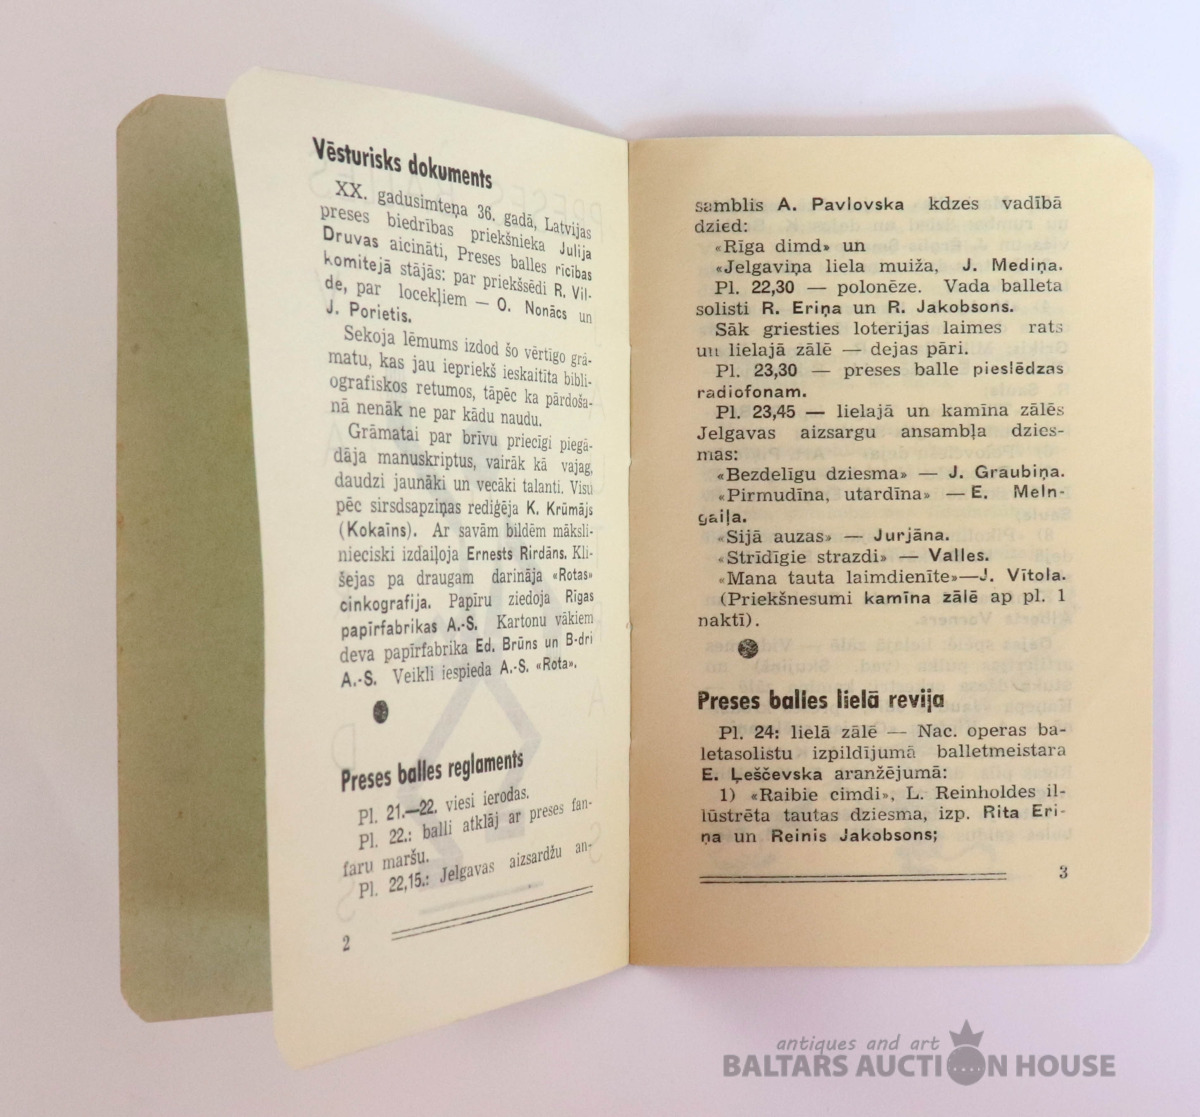 Vēsturisks dokuments
XX. gadusimteņa 36. gadā, Latvijas
preses biedrības priekšnieka Julija
Druvas aicināti, Preses balles rīcības
komitejā stājās: par priekšsēdi R. Vil-
de, par locekļiem — O. Nonācs un
J. Porietis.
Sekoja lēmums izdod šo vērtīgo grā-
matu, kas jau iepriekš ieskaitīta bibli-
ografiskos retumos, tāpēc ka pārdoša-
nā nenāk ne par kādu naudu.
Grāmatai par brīvu priecīgi piegā-
dāja manuskriptus, vairāk kā vajag,
daudzi jaunāki un vecāki talanti. Visu
pēc sirsdsapziņas rediģēja K. Krūmājs
(Kokains). Ar savām bildēm māksli-
nieciski izdaiļoja Ernests Rirdāns. Kli-
šejas pa draugam darināja «Rotas»
cinkografija. Papīru ziedoja Rīgas
papīrfabrikas A.-S. Kartonu vākiem
deva papīrfabrika Ed. Brūns un B-dri
A.-S. Veikli iespieda A.-S. «Rota».
Preses balles reglaments
Pl. 21.—22. viesi ierodas.
Pl. 22.: balli atklāj ar preses fan-
faru maršu.
Pl. 22,15.: Jelgavas aizsardžu an-
2
samblis A. Pavlovska kdzes vadībā
dzied:
«Rīga dimd» un
«Jelgaviņa liela muiža, J. Mediņa.
Pl. 22,30 — polonēze. Vada balleta
solisti R. Eriņa un R. Jakobsons.
Sāk griesties loterijas laimes rats
un lielajā zālē — dejas pāri.
Pl. 23,30 — preses balle pieslēdzas
radiofonam.
Pl. 23,45 — lielajā un kamīna zālēs
Jelgavas aizsargu ansambļa dzies-
mas:
«Bezdelīgu dziesma» — J. Graubiņa.
«Pirmudīna, utardīna» — E. Meln-
gaiļa.
«Sijā auzas» — Jurjāna.
«Strīdīgie strazdi» — Valles.
«Mana tauta laimdienīte»—J. Vītola.
(Priekšnesumi kamīna zālē ap pl. 1
naktī).
Preses balles lielā revija
Pl. 24: lielā zālē — Nac. operas ba-
letasolistu izpildījumā balletmeistara
E. Ļeščevska aranžējumā:
1) «Raibie cimdi», L. Reinholdes il-
lūstrēta tautas dziesma, izp. Rita Eri-
ņa un Reinis Jakobsons;
3
antiques and art
BALTARS AUCTION HOUSE